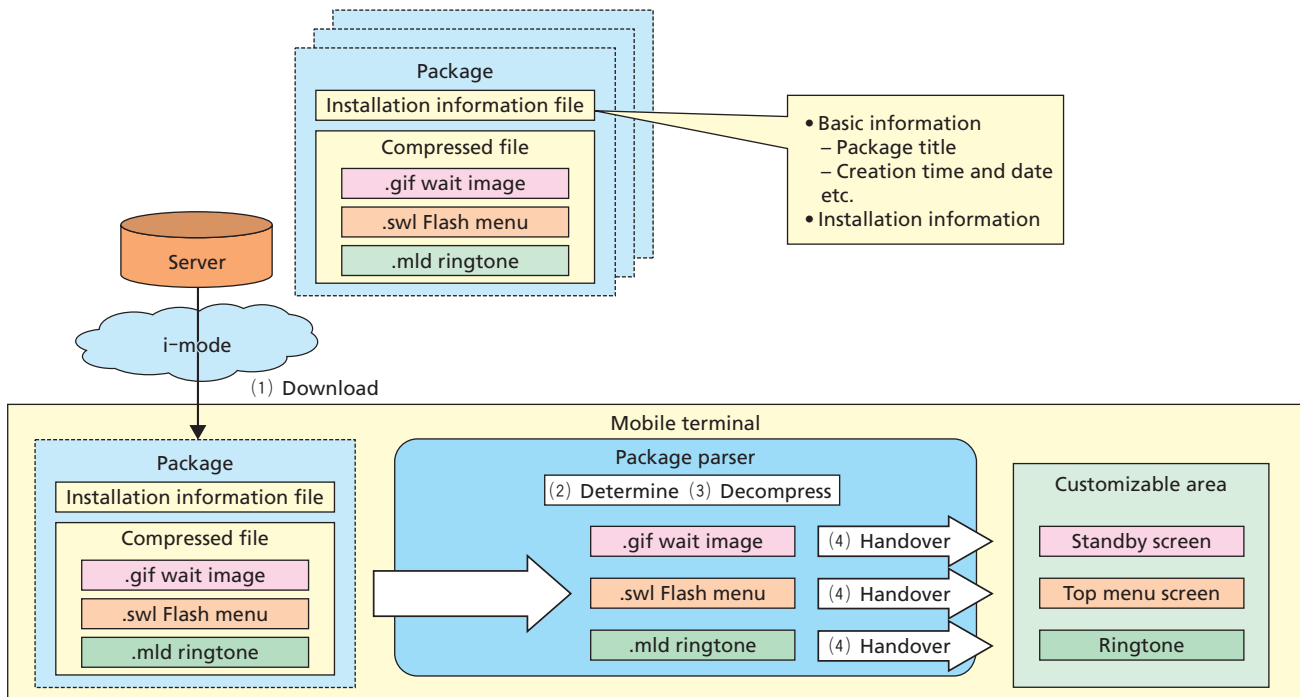 Package
Installation information file
Compressed file
.gif wait image
.swl Flash menu
.mld ringtone
• Basic information
– Package title
– Creation time and date
etc.
• Installation information
Server
i-mode
(1) Download
Mobile terminal
Package
Installation information file
Compressed file
.gif wait image
.swl Flash menu
.mld ringtone
Package parser
(2) Determine (3) Decompress
.gif wait image
(4) Handover
.swl Flash menu
(4) Handover
.mld ringtone
(4) Handover
Customizable area
Standby screen
Top menu screen
Ringtone